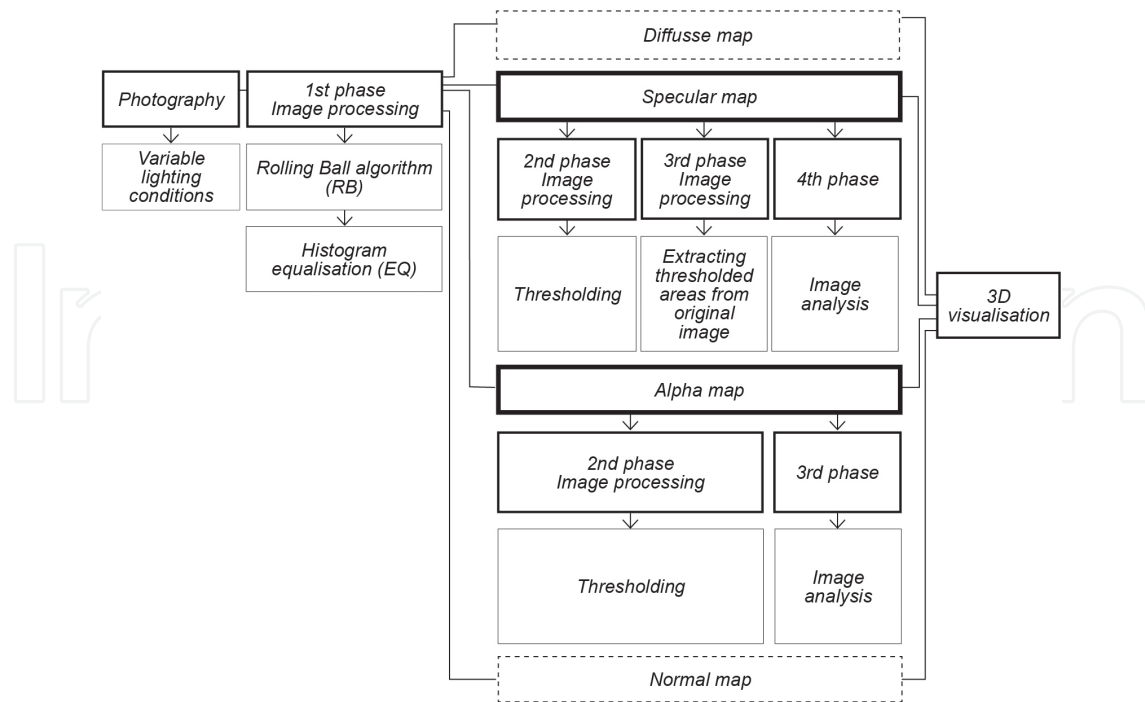 Diffusse map
Photography
1st phase
Image processing
Specular map
Variable
lighting
conditions
Rolling Ball algorithm
(RB)
Histogram
equalisation (EQ)
2nd phase
Image
processing
3rd phase
Image
processing
4th phase
Thresholding
Extracting
thresholded
areas from
original
image
Image
analysis
3D
visualisation
Alpha map
2nd phase
Image processing
3rd phase
Thresholding
Image
analysis
Normal map